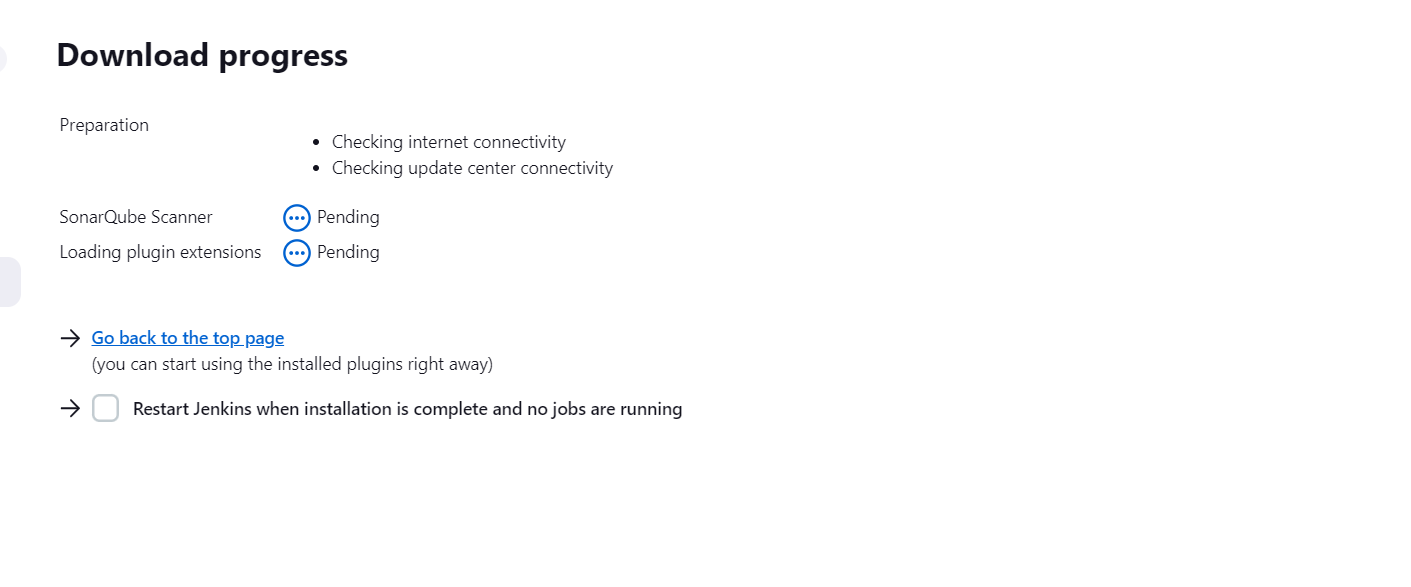 Download progress
Preparation
Checking internet connectivity
Checking update center connectivity
SonarQube Scanner Pending
Loading plugin extensions Pending
Go back to the top page
(you can start using the installed plugins right away)
Restart Jenkins when installation is complete and no jobs are running